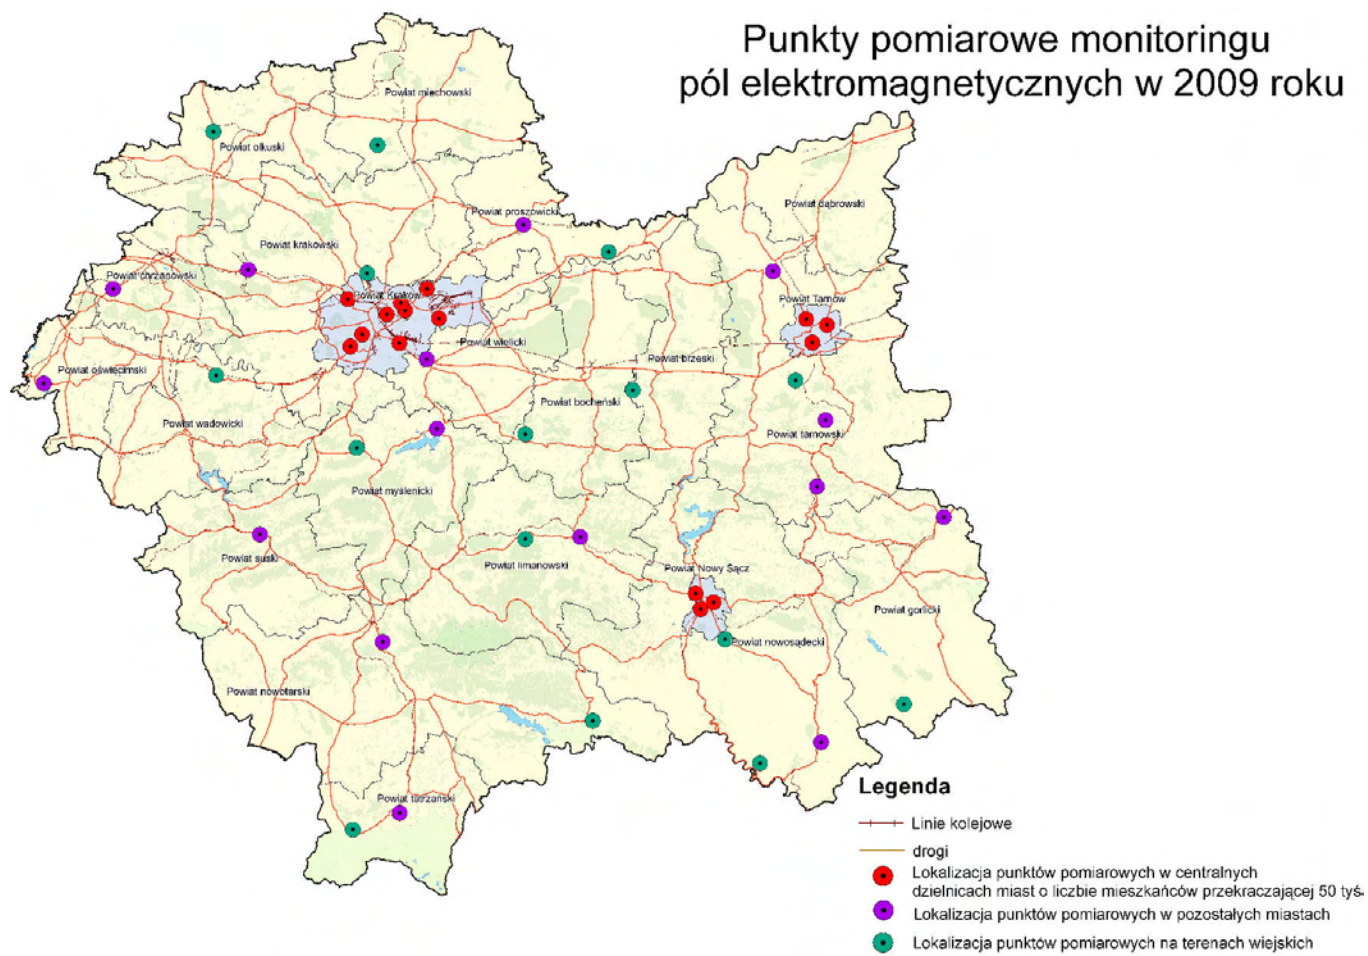 Punkty pomiarowe monitoringu
pól elektromagnetycznych w 2009 roku
Powiat miechowski
Powiat olkuski
Powiat dąbrowski
Powiat proszowicki
Powiat krakowski
Powiat chrzanowski
Powiat Kraków
Powiat Tarnów
Powiat wielicki
Powiat brzeski
Powiat oświęcimski
Powiat bocheński
Powiat wadowicki
Powiat tarnowski
Powiat myślenicki
Powiat suski
Powiat limanowski
Powiat Nowy Sącz
Powiat gorlicki
Powiat nowosądecki
Powiat nowotarski
Powiat tatrzański
Legenda
Linie kolejowe
drogi
Lokalizacja punktów pomiarowych w centralnych
dzielnicach miast o liczbie mieszkańców przekraczającej 50 tyś
Lokalizacja punktów pomiarowych w pozostałych miastach
Lokalizacja punktów pomiarowych na terenach wiejskich